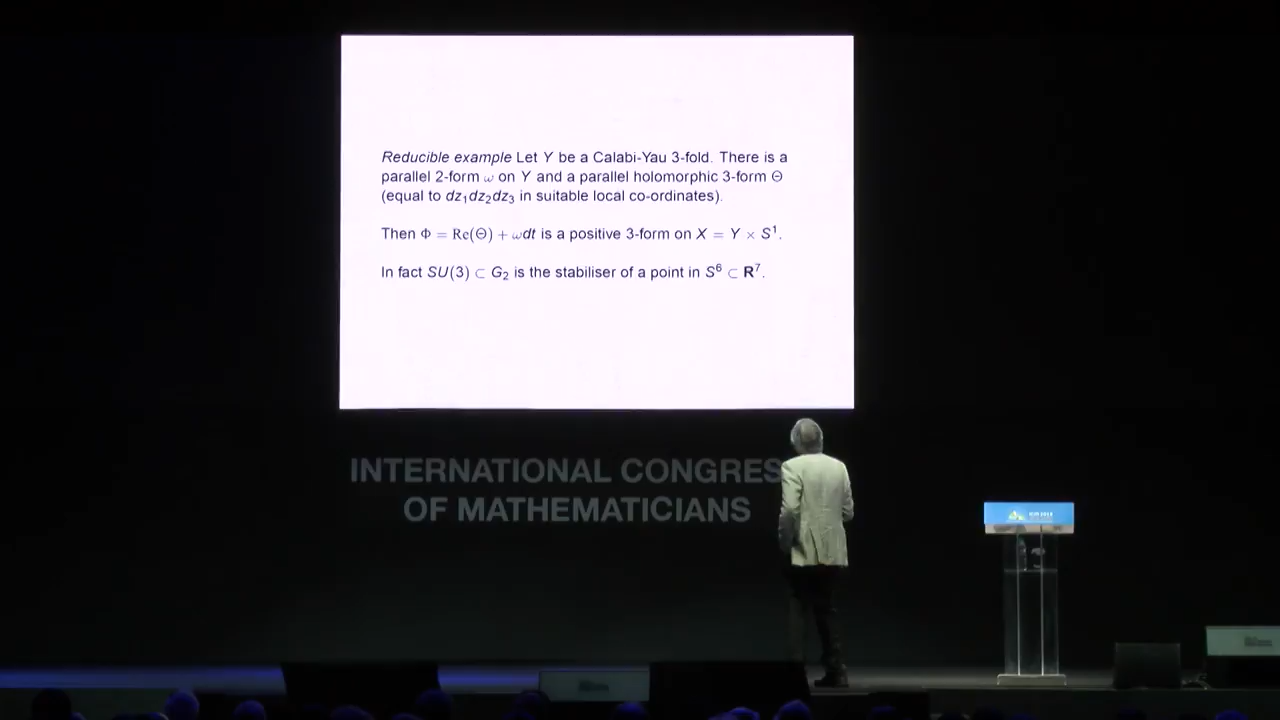 Reducible example Let Y be a Calabi-Yau 3-fold. There is a
parallel 2-form ω on Y and a parallel holomorphic 3-form Θ
(equal to dz₁dz₂dz₃ in suitable local co-ordinates).
Then Φ = Re(Θ) + ωdt is a positive 3-form on X = Y × S¹.
In fact SU(3) ⊂ G₂ is the stabiliser of a point in S⁶ ⊂ R⁷.
INTERNATIONAL CONGRES
OF MATHEMATICIANS